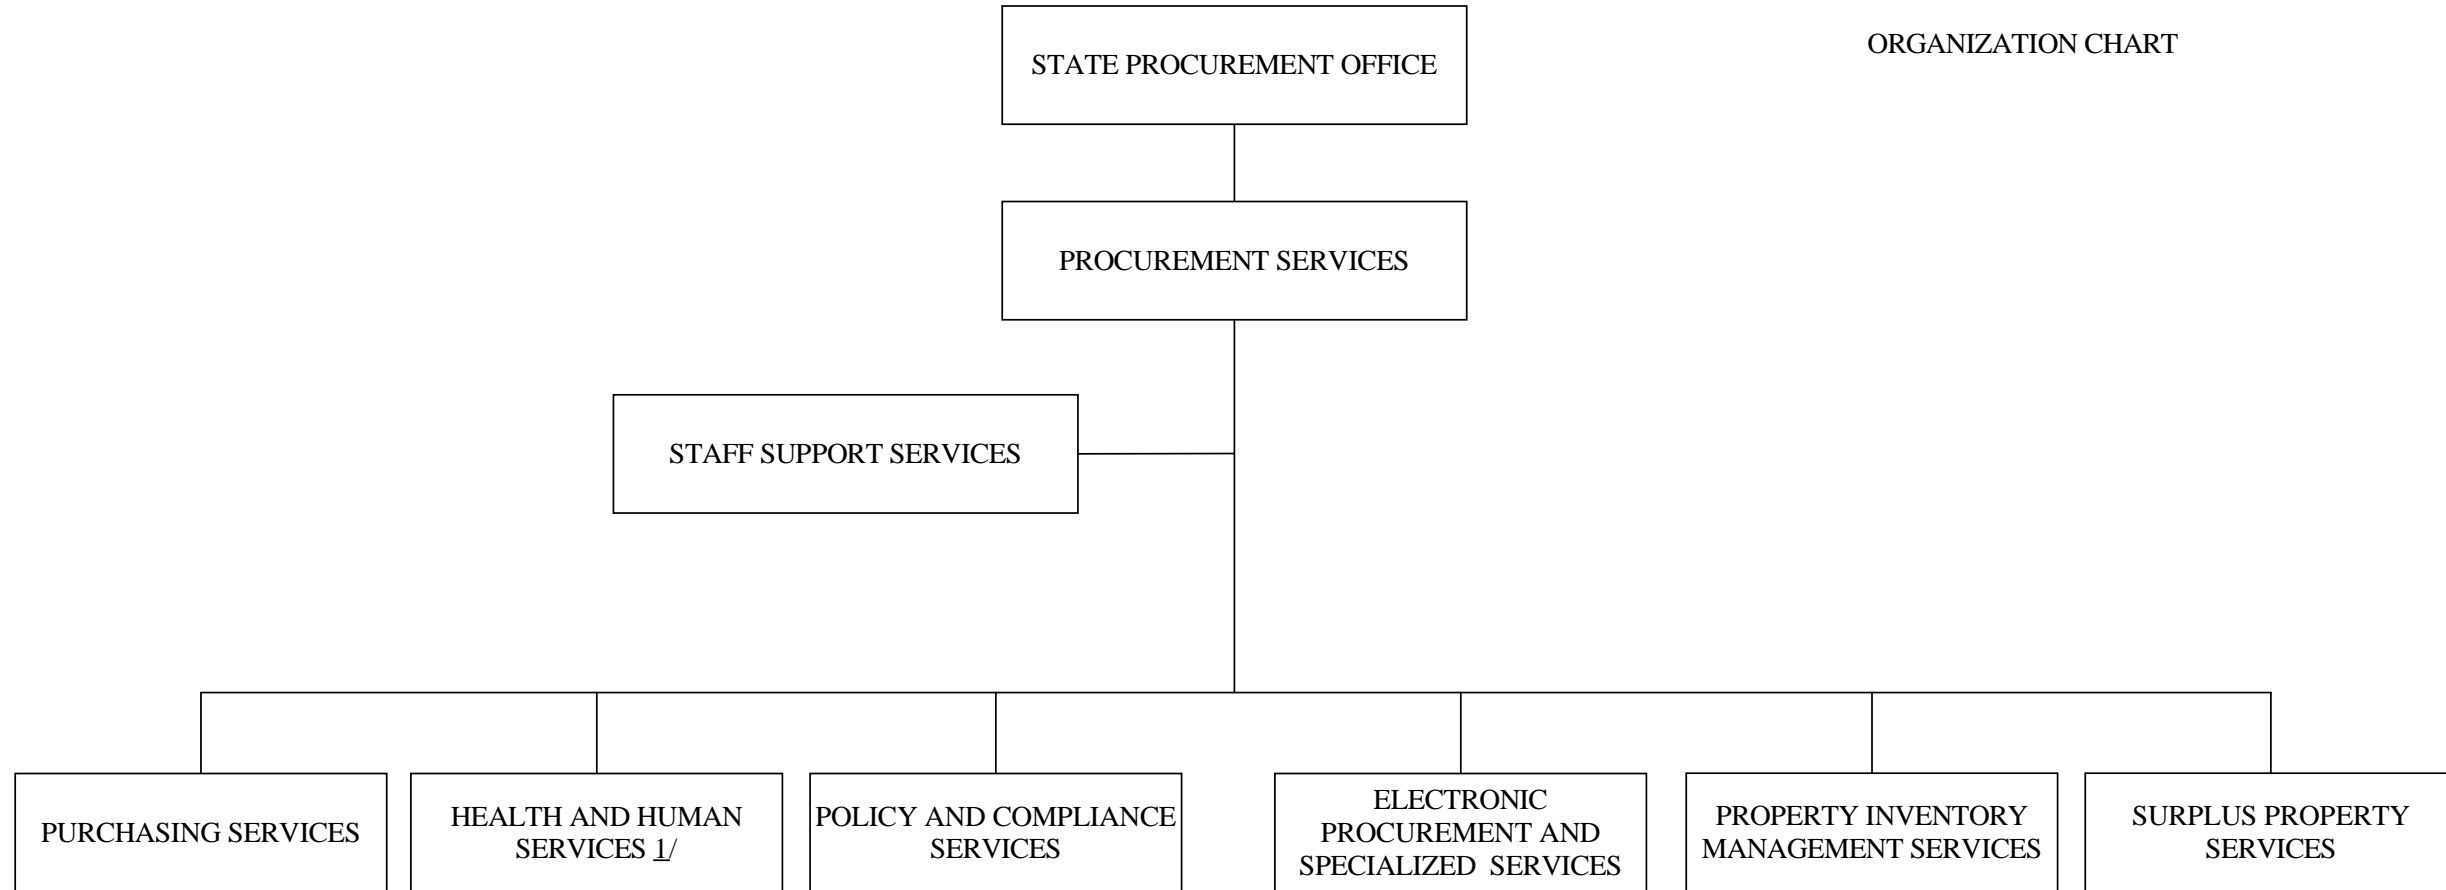 STATE PROCUREMENT OFFICE
ORGANIZATION CHART
PROCUREMENT SERVICES
STAFF SUPPORT SERVICES
PURCHASING SERVICES
HEALTH AND HUMAN
SERVICES 1/
POLICY AND COMPLIANCE
SERVICES
ELECTRONIC
PROCUREMENT AND
SPECIALIZED SERVICES
PROPERTY INVENTORY
MANAGEMENT SERVICES
SURPLUS PROPERTY
SERVICES